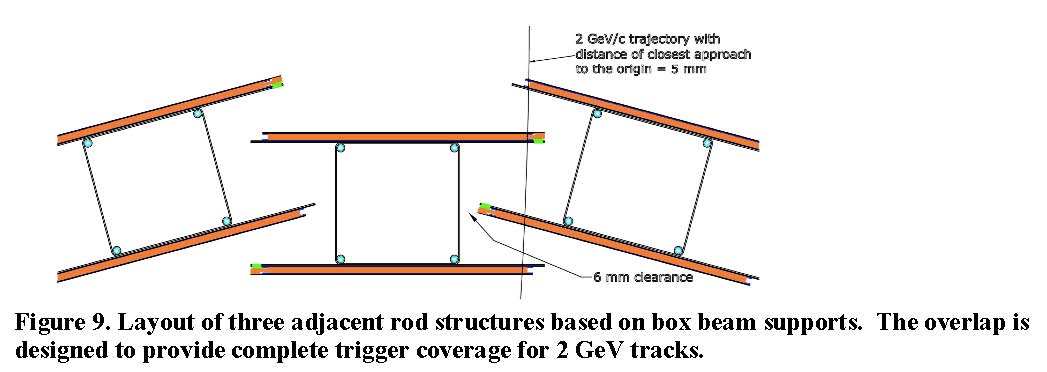 2 GeV/c trajectory with
distance of closest approach
to the origin = 5 mm
6 mm clearance
Figure 9. Layout of three adjacent rod structures based on box beam supports.  The overlap is
designed to provide complete trigger coverage for 2 GeV tracks.